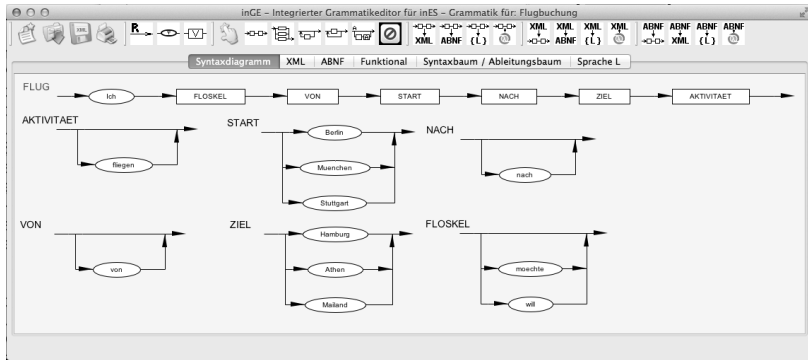 inGE – Integrierter Grammatikeditor für inES – Grammatik für: Flugbuchung
R V XML ABNF { L } XML XML XML XML ABNF ABNF ABNF
ABNF { L } XML { L }
Syntaxdiagramm XML ABNF Funktional Syntaxbaum / Ableitungsbaum Sprache L
FLUG Ich FLOSKEL VON START NACH ZIEL AKTIVITAET
AKTIVITAET START NACH
Berlin
fliegen Muenchen nach
Stuttgart
VON ZIEL FLOSKEL
Hamburg
von Athen moechte
Mailand will